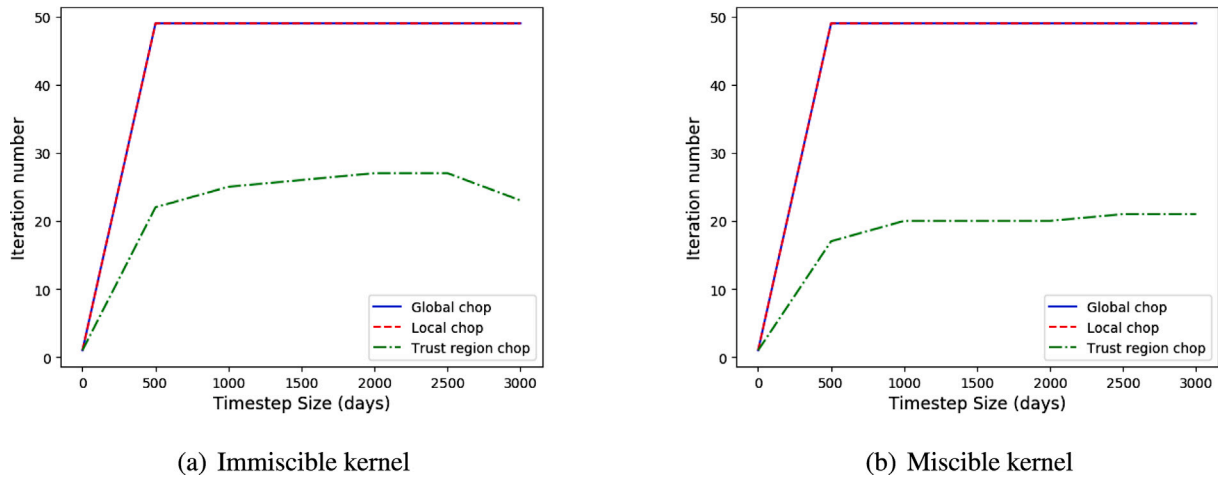 50
40
30
20
10
0
Iteration number
Global chop
Local chop
Trust region chop
0 500 1000 1500 2000 2500 3000
Timestep Size (days)
(a) Immiscible kernel
50
40
30
20
10
0
Iteration number
Global chop
Local chop
Trust region chop
0 500 1000 1500 2000 2500 3000
Timestep Size (days)
(b) Miscible kernel